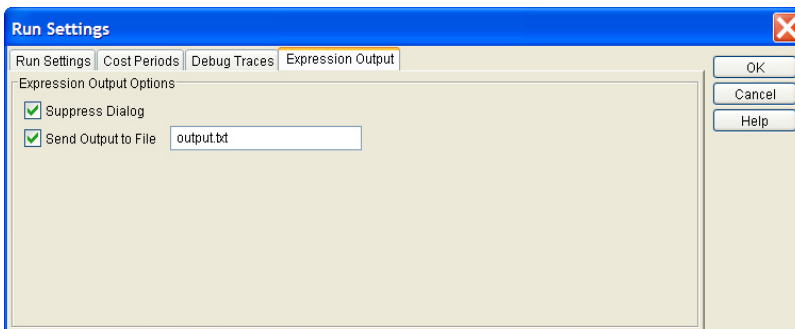 Run Settings
Run Settings Cost Periods Debug Traces Expression Output
Expression Output Options
Suppress Dialog
Send Output to File output.txt
OK
Cancel
Help